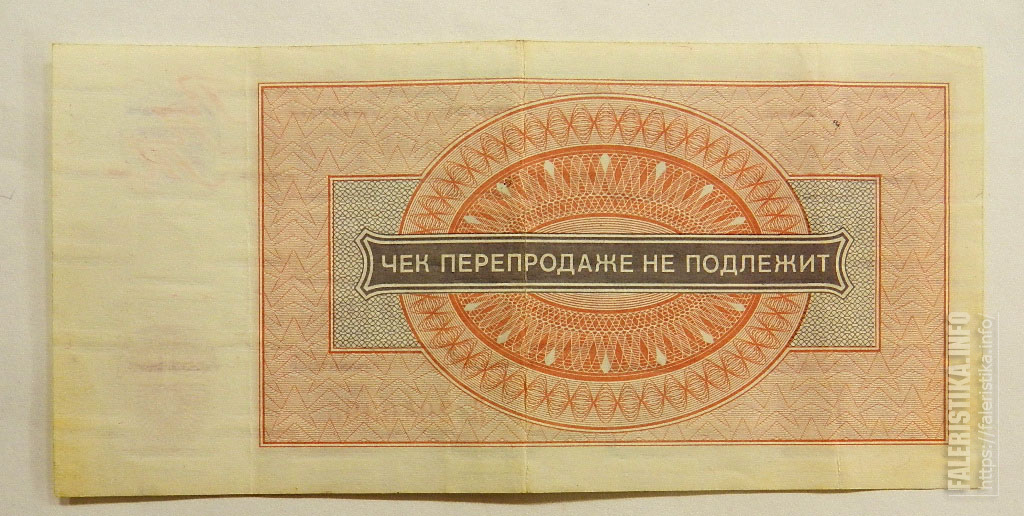 ЧЕК ПЕРЕПРОДАЖЕ НЕ ПОДЛЕЖИТ
FALERISTIKA.INFO
https://faleristika.info/